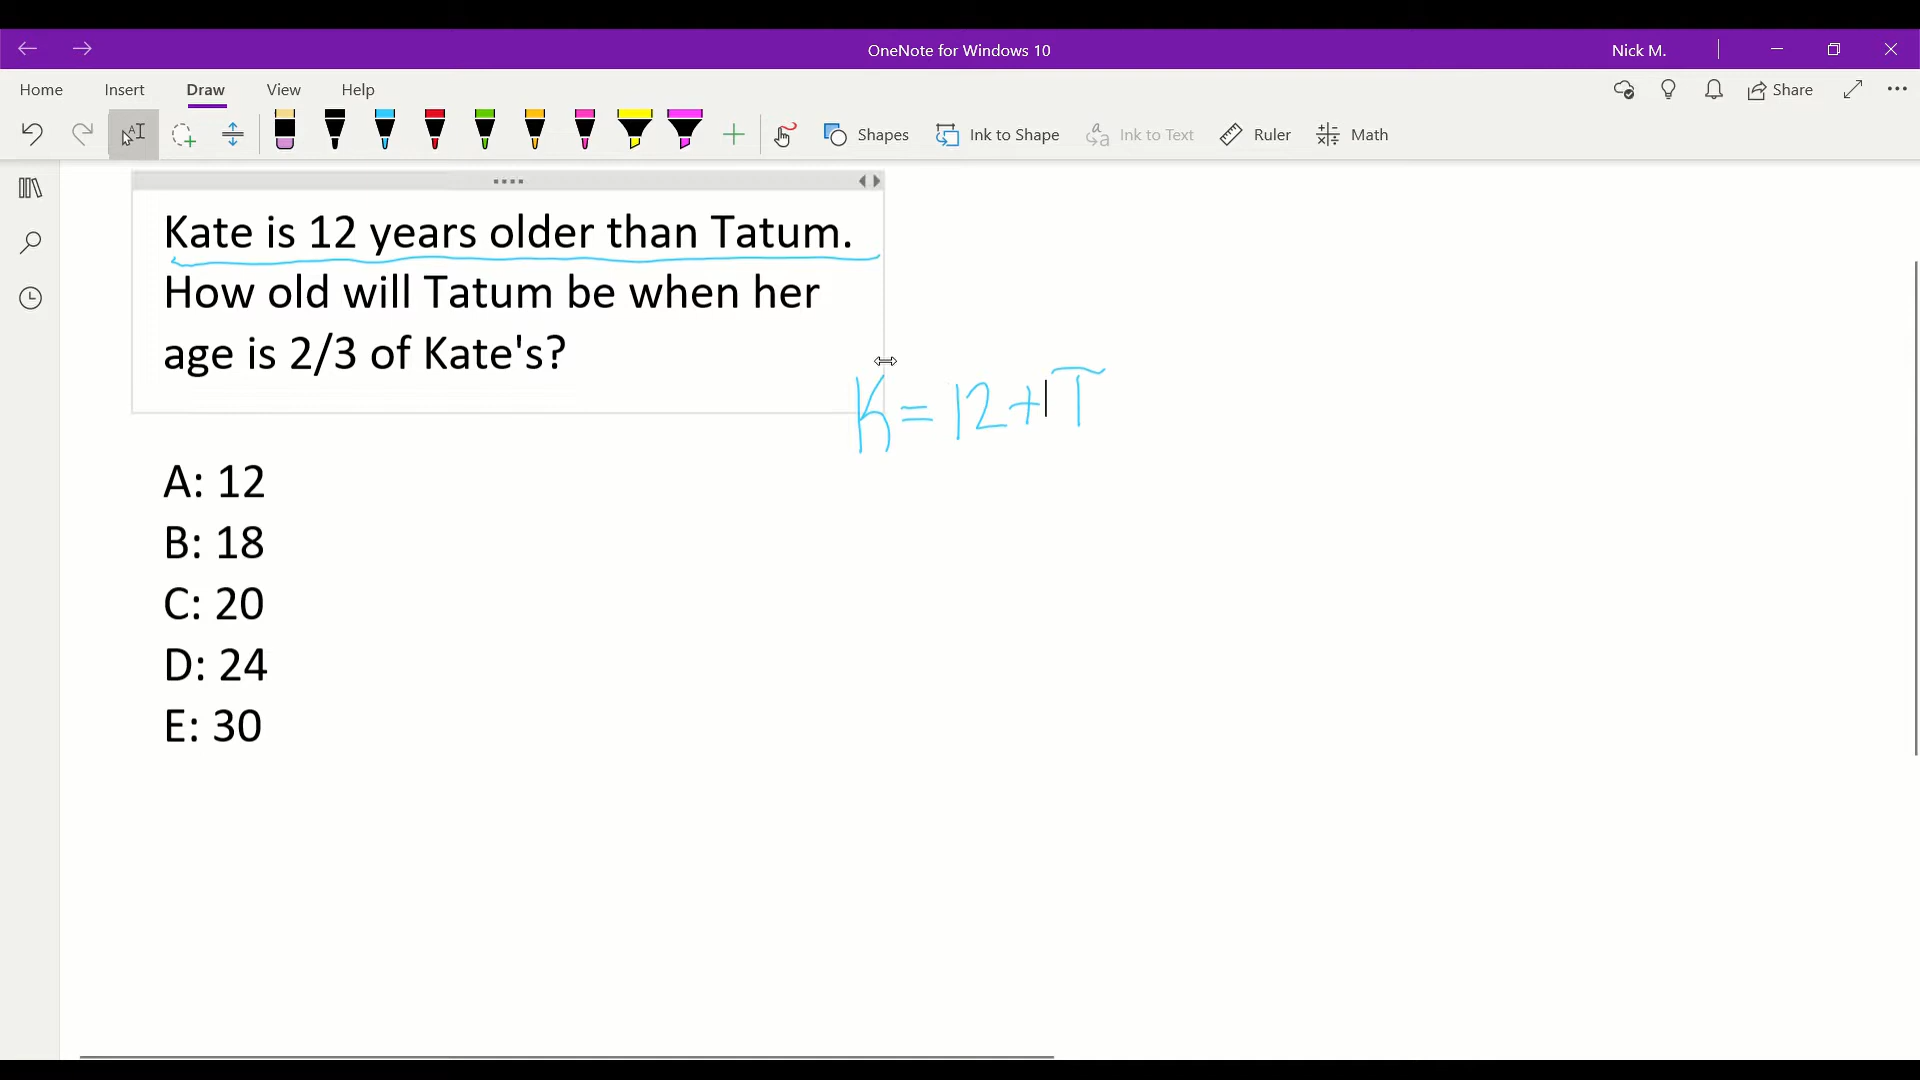 OneNote for Windows 10
Nick M.
Home Insert Draw View Help
Share
Shapes Ink to Shape Ink to Text Ruler Math
Kate is 12 years older than Tatum.
How old will Tatum be when her
age is 2/3 of Kate's?
K = 12 + T
A: 12
B: 18
C: 20
D: 24
E: 30